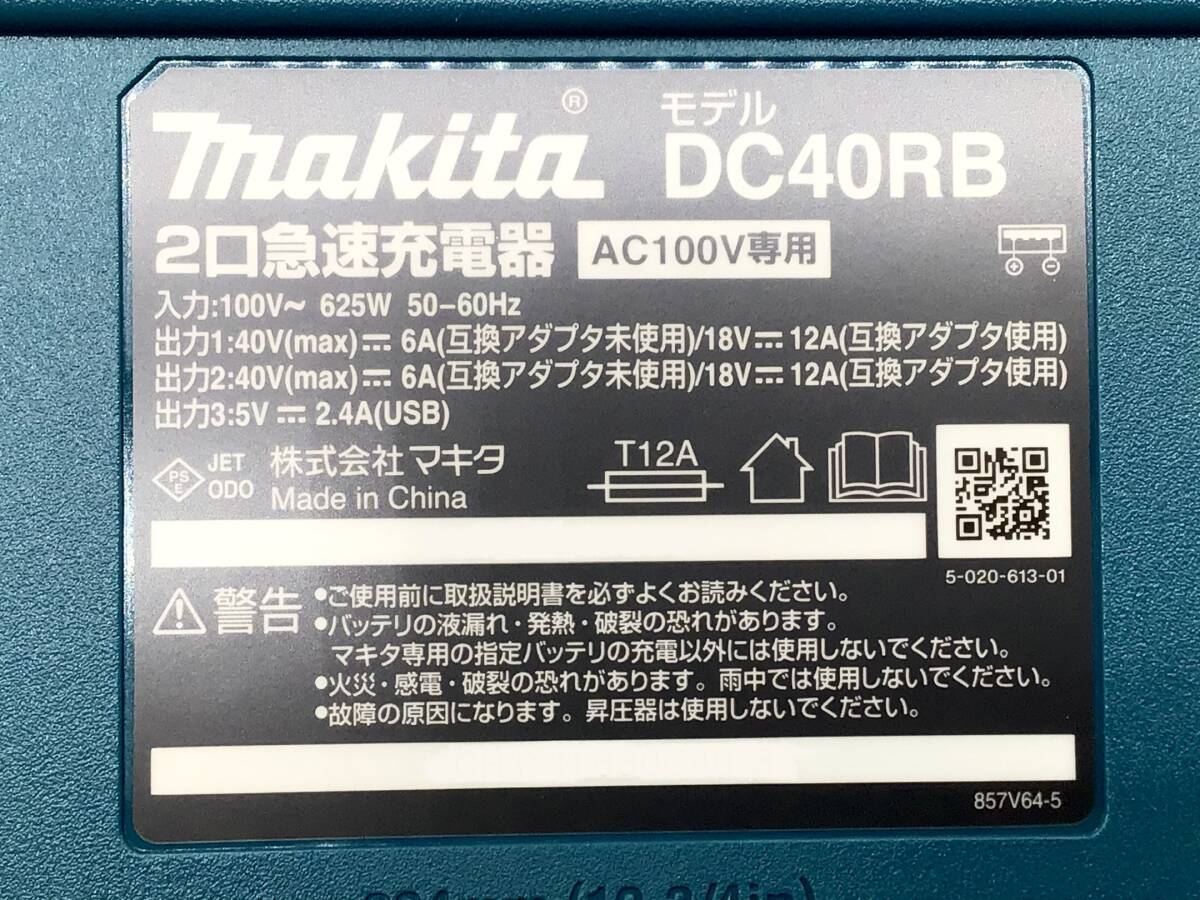 makita®
モデル
DC40RB
2口急速充電器 AC100V専用
入力:100V~ 625W 50-60Hz
出力1:40V(max)⎓ 6A(互換アダプタ未使用)/18V⎓ 12A(互換アダプタ使用)
出力2:40V(max)⎓ 6A(互換アダプタ未使用)/18V⎓ 12A(互換アダプタ使用)
出力3:5V⎓ 2.4A(USB)
PS E JET ODO
株式会社マキタ
Made in China
T12A
5-020-613-01
⚠警告
•ご使用前に取扱説明書を必ずよくお読みください。
•バッテリの液漏れ・発熱・破裂の恐れがあります。
マキタ専用の指定バッテリの充電以外には使用しないでください。
•火災・感電・破裂の恐れがあります。雨中では使用しないでください。
•故障の原因になります。昇圧器は使用しないでください。
857V64-5